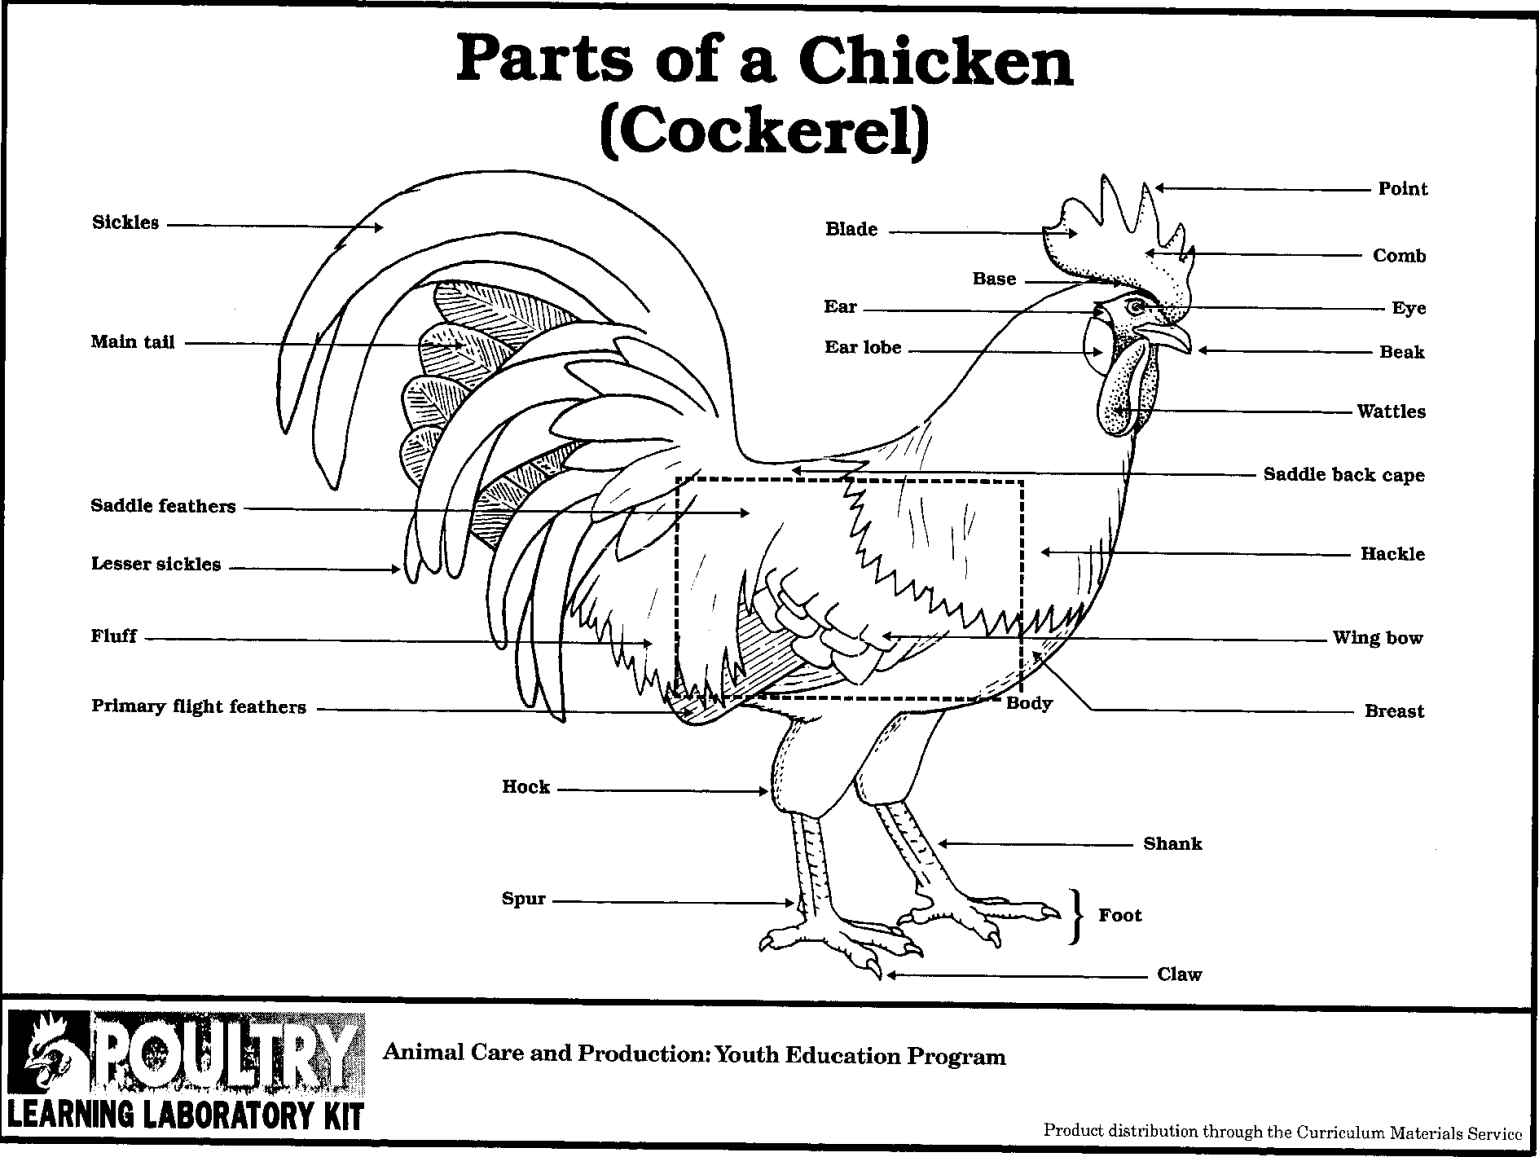 Parts of a Chicken
(Cockerel)
Sickles
Main tail
Saddle feathers
Lesser sickles
Fluff
Primary flight feathers
Hock
Spur
Blade
Base
Ear
Ear lobe
Point
Comb
Eye
Beak
Wattles
Saddle back cape
Hackle
Wing bow
Body
Breast
Shank
Foot
Claw
POULTRY
LEARNING LABORATORY KIT
Animal Care and Production: Youth Education Program
Product distribution through the Curriculum Materials Service